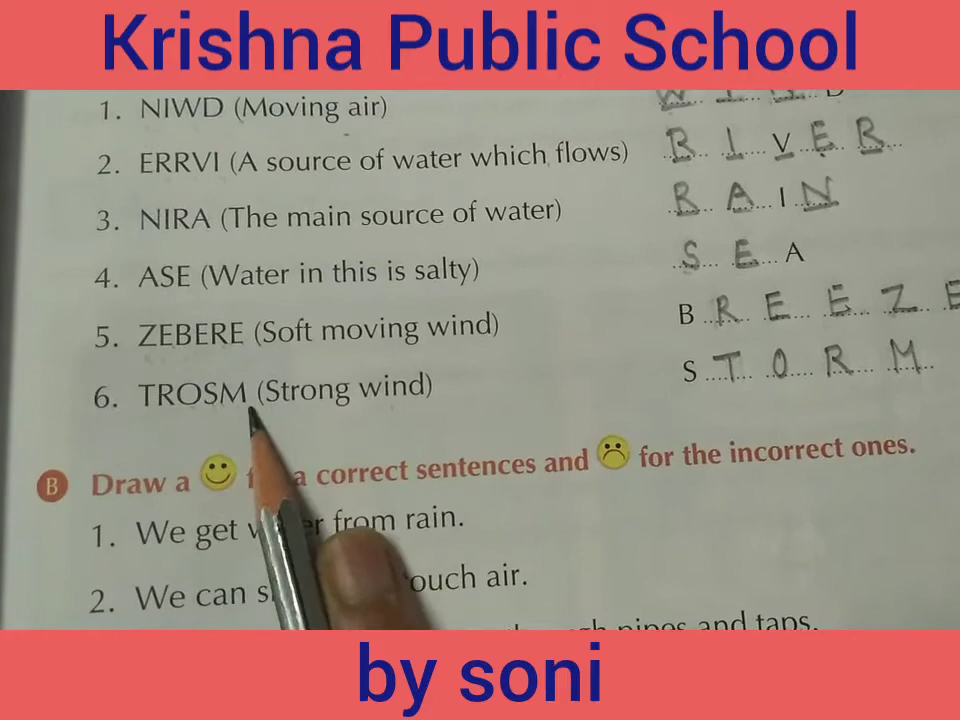 Krishna Public School
1. NIWD (Moving air) W I N D
2. ERRVI (A source of water which flows) R I V E R
3. NIRA (The main source of water) R A I N
4. ASE (Water in this is salty) S E A
5. ZEBERE (Soft moving wind) B R E E Z E
6. TROSM (Strong wind) S T O R M
B Draw a a correct sentences and for the incorrect ones.
1. We get from rain.
2. We can touch air.
pipes and taps.
by soni